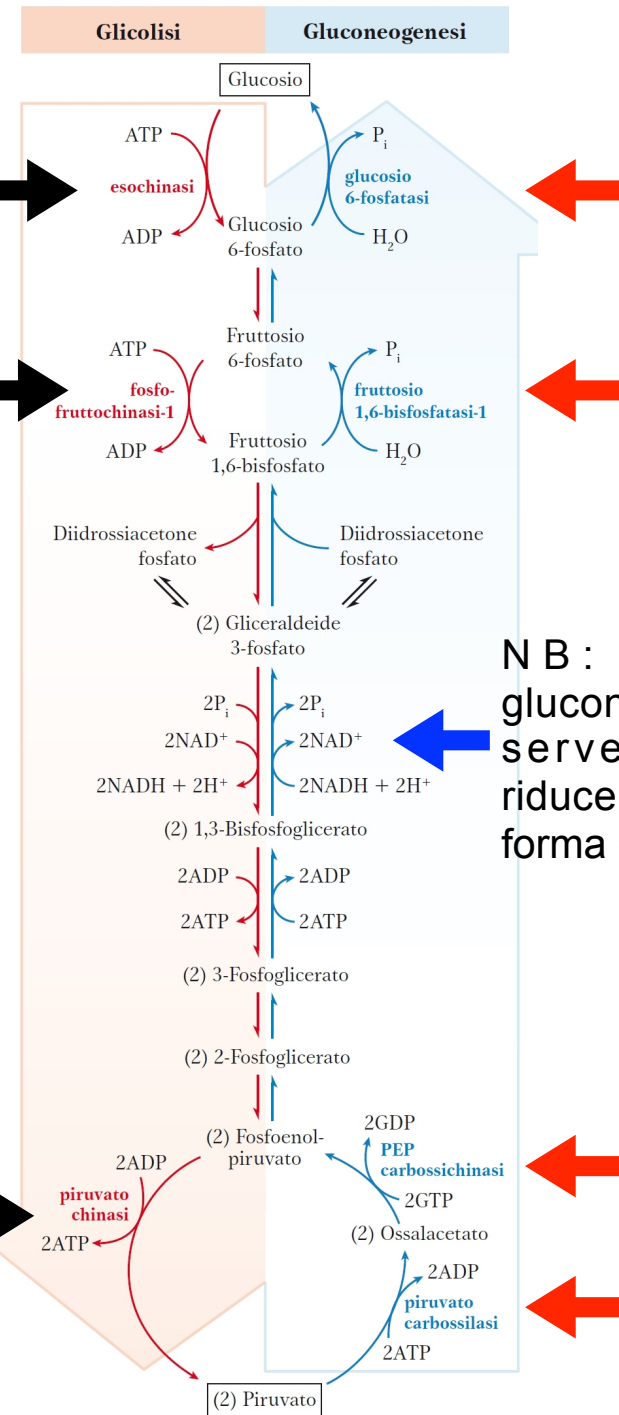 Glicolisi Gluconeogenesi
Glucosio
ATP Pi
esochinasi glucosio
6-fosfatasi
ADP Glucosio H2O
6-fosfato
Fruttosio
6-fosfato
ATP Pi
fosfo-
fruttochinasi-1
fruttosio
1,6-bisfosfatasi-1
ADP Fruttosio H2O
1,6-bisfosfato
Diidrossiacetone
fosfato
Diidrossiacetone
fosfato
(2) Gliceraldeide
3-fosfato
N B :
glucon
serve
riduce
forma
2Pi 2Pi
2NAD+ 2NAD+
2NADH + 2H+ 2NADH + 2H+
(2) 1,3-Bisfosfoglicerato
2ADP 2ADP
2ATP 2ATP
(2) 3-Fosfoglicerato
(2) 2-Fosfoglicerato
(2) Fosfoenol-
piruvato
2GDP
PEP
carbossichinasi
2GTP
2ADP
piruvato
chinasi
2ATP
(2) Ossalacetato
2ADP
piruvato
carbossilasi
2ATP
(2) Piruvato